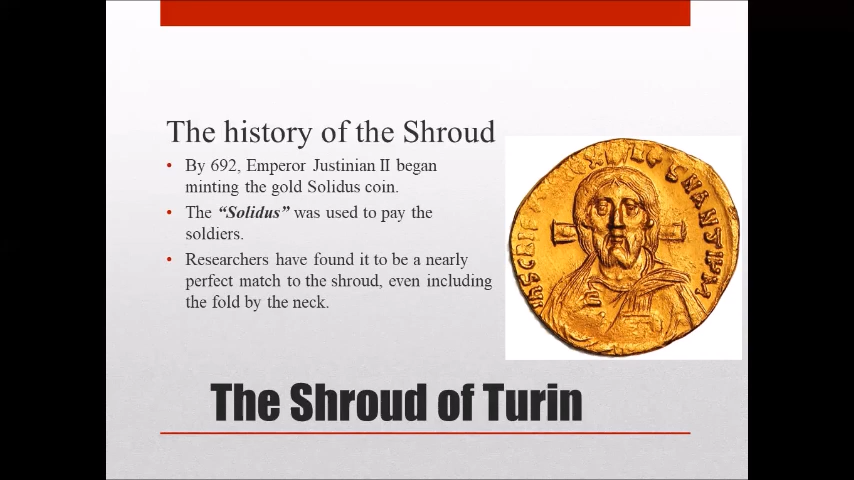 The history of the Shroud
• By 692, Emperor Justinian II began
minting the gold Solidus coin.
• The “Solidus” was used to pay the
soldiers.
• Researchers have found it to be a nearly
perfect match to the shroud, even including
the fold by the neck.
The Shroud of Turin